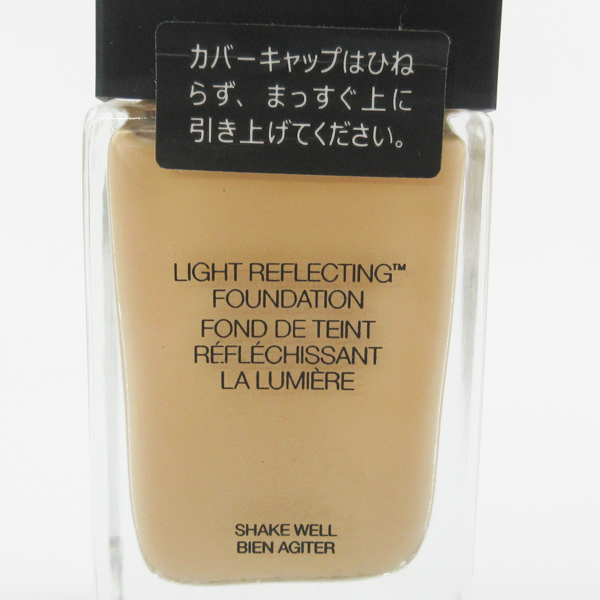 カバーキャップはひね
らず、まっすぐ上に
引き上げてください。
LIGHT REFLECTING™
FOUNDATION
FOND DE TEINT
RÉFLÉCHISSANT
LA LUMIÈRE
SHAKE WELL
BIEN AGITER